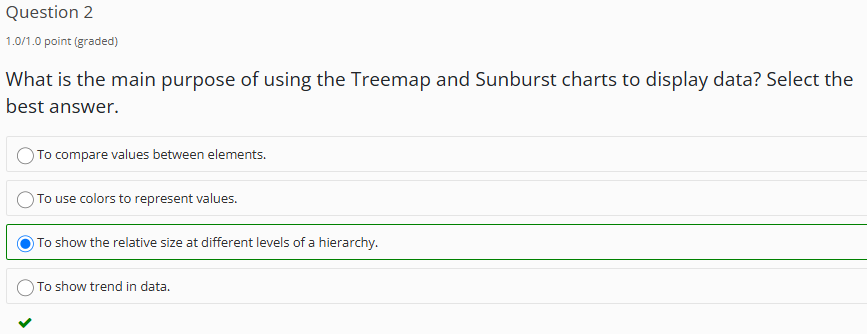 Question 2
1.0/1.0 point (graded)
What is the main purpose of using the Treemap and Sunburst charts to display data? Select the
best answer.
To compare values between elements.
To use colors to represent values.
To show the relative size at different levels of a hierarchy.
To show trend in data.